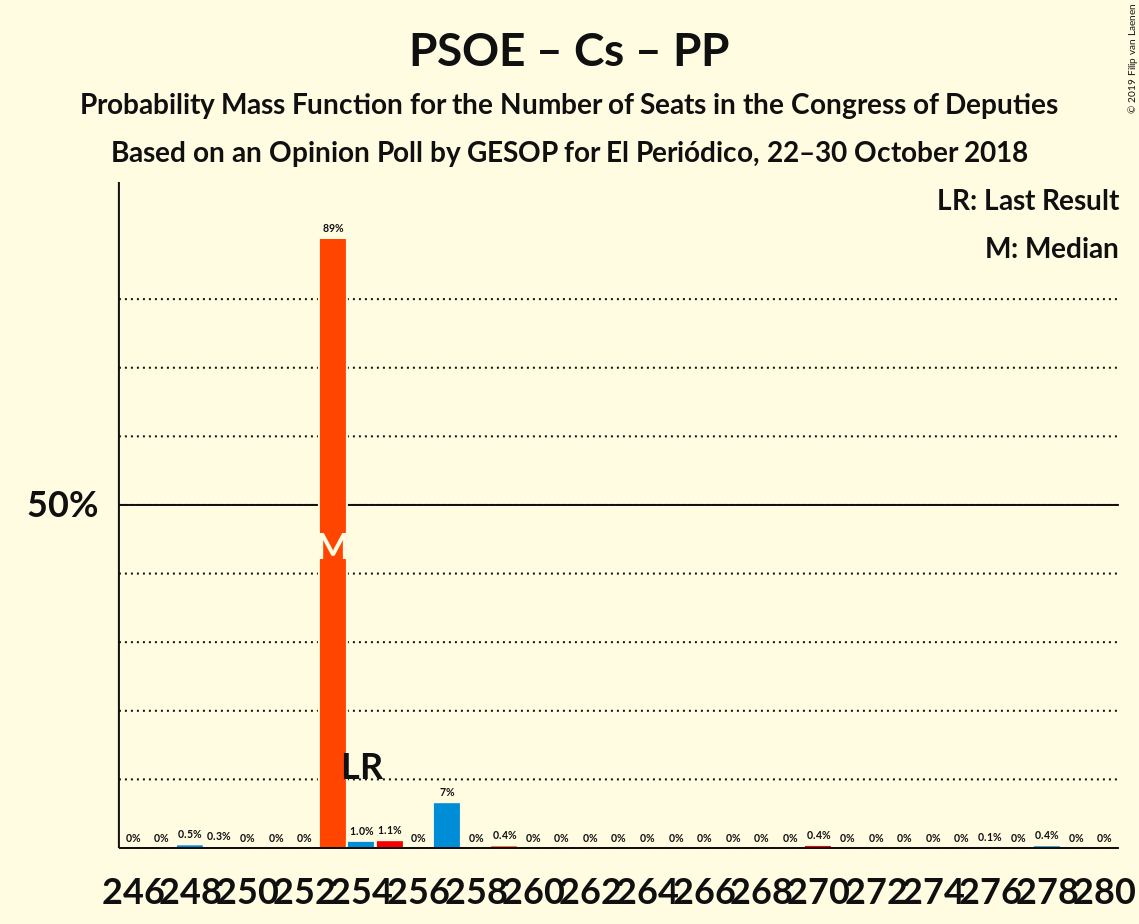 PSOE – Cs – PP
Probability Mass Function for the Number of Seats in the Congress of Deputies
Based on an Opinion Poll by GESOP for El Periódico, 22–30 October 2018
© 2019 Filip van Laenen
LR: Last Result
M: Median
89%
50%
M
LR
7%
0% 0% 0.5% 0.3% 0% 0% 0% 1.0% 1.1% 0% 0% 0.4% 0% 0% 0% 0% 0% 0% 0% 0% 0% 0% 0.4% 0% 0% 0% 0% 0% 0.1% 0% 0.4% 0% 0%
246 248 250 252 254 256 258 260 262 264 266 268 270 272 274 276 278 280